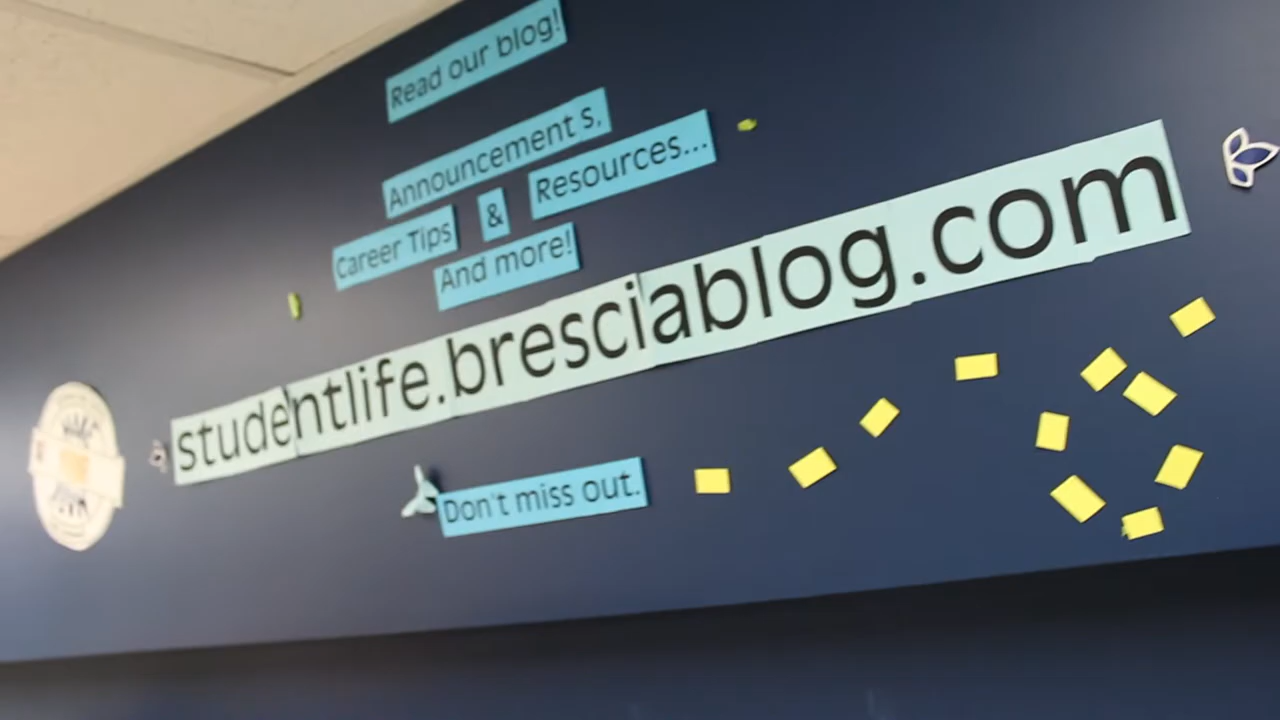 Read our blog!
Announcement s,
Career Tips & Resources...
And more!
studentlife.bresciablog.com
Don't miss out.